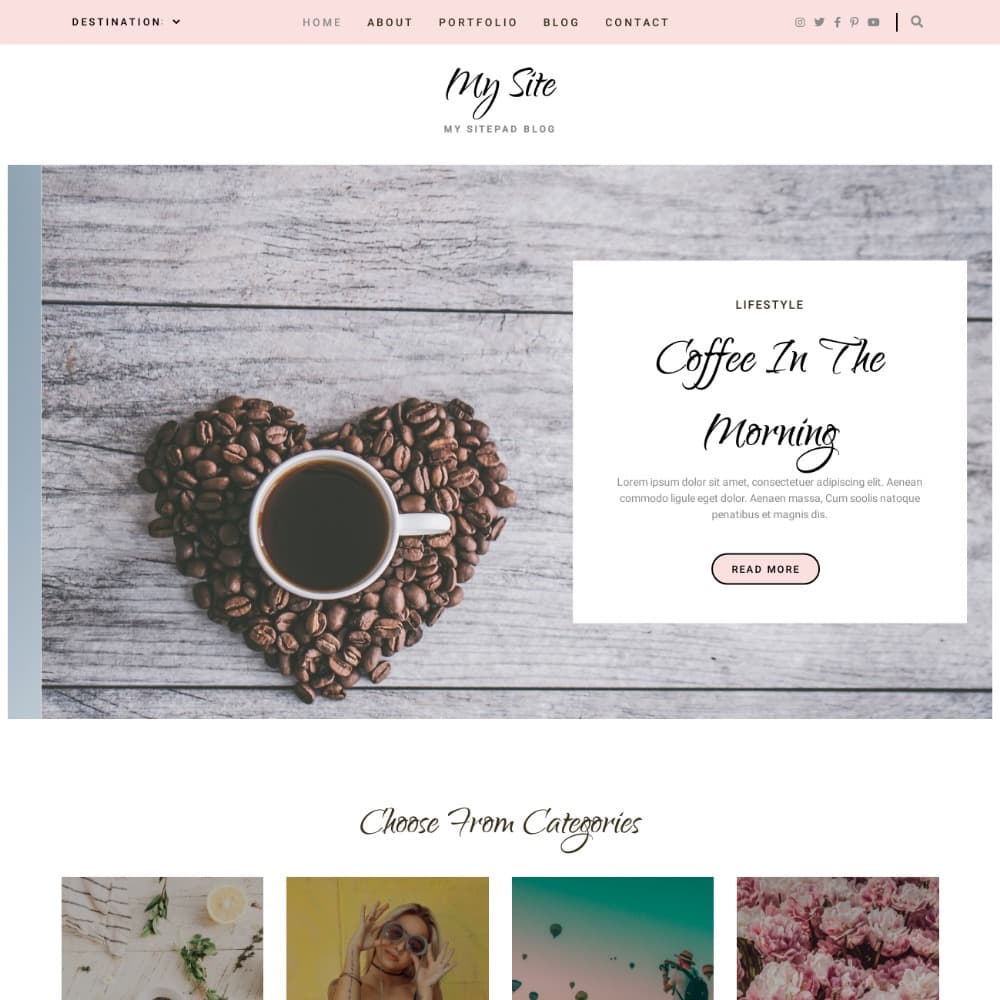 DESTINATION:
HOME ABOUT PORTFOLIO BLOG CONTACT
My Site
MY SITEPAD BLOG
LIFESTYLE
Coffee In The
Morning
Lorem ipsum dolor sit amet, consectetuer adipiscing elit. Aenean
commodo ligule eget dolor. Aenaen massa, Cum soolis natoque
penatibus et magnis dis.
READ MORE
Choose From Categories